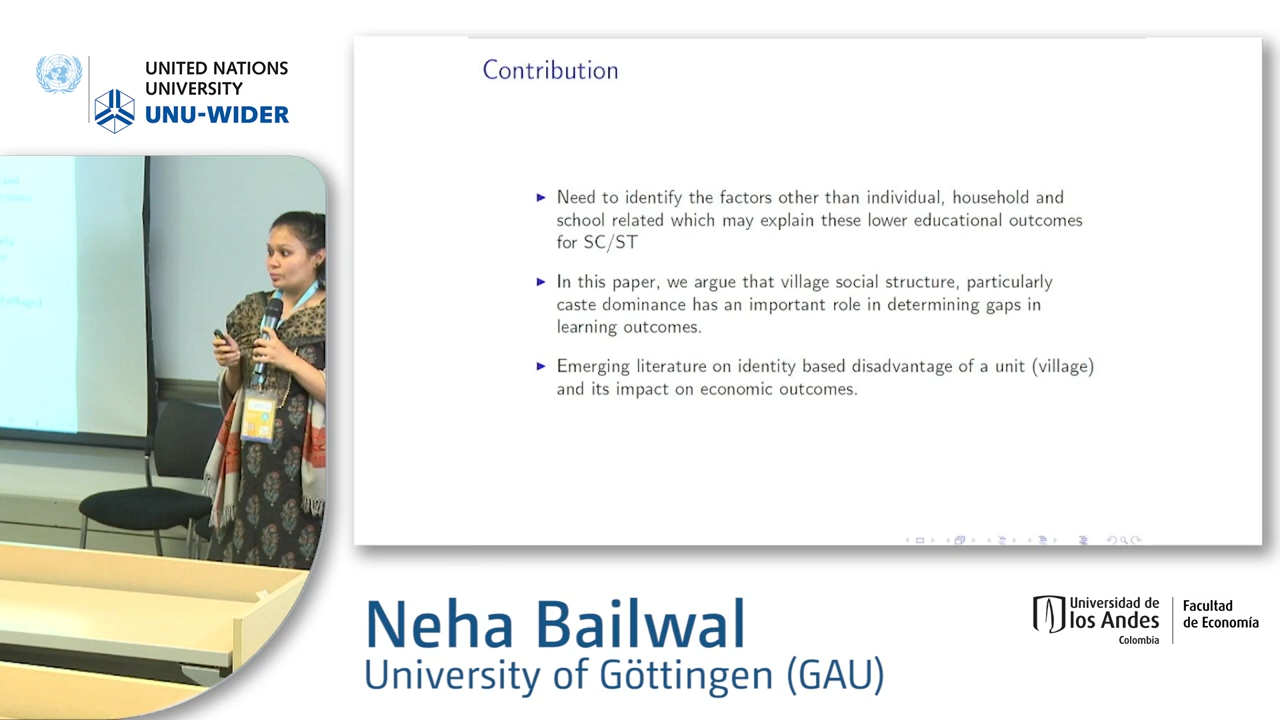 UNITED NATIONS
UNIVERSITY
UNU-WIDER
Contribution
Need to identify the factors other than individual, household and
school related which may explain these lower educational outcomes
for SC/ST
In this paper, we argue that village social structure, particularly
caste dominance has an important role in determining gaps in
learning outcomes.
Emerging literature on identity based disadvantage of a unit (village)
and its impact on economic outcomes.
Neha Bailwal
University of Göttingen (GAU)
Universidad de
los Andes
Colombia
Facultad
de Economía